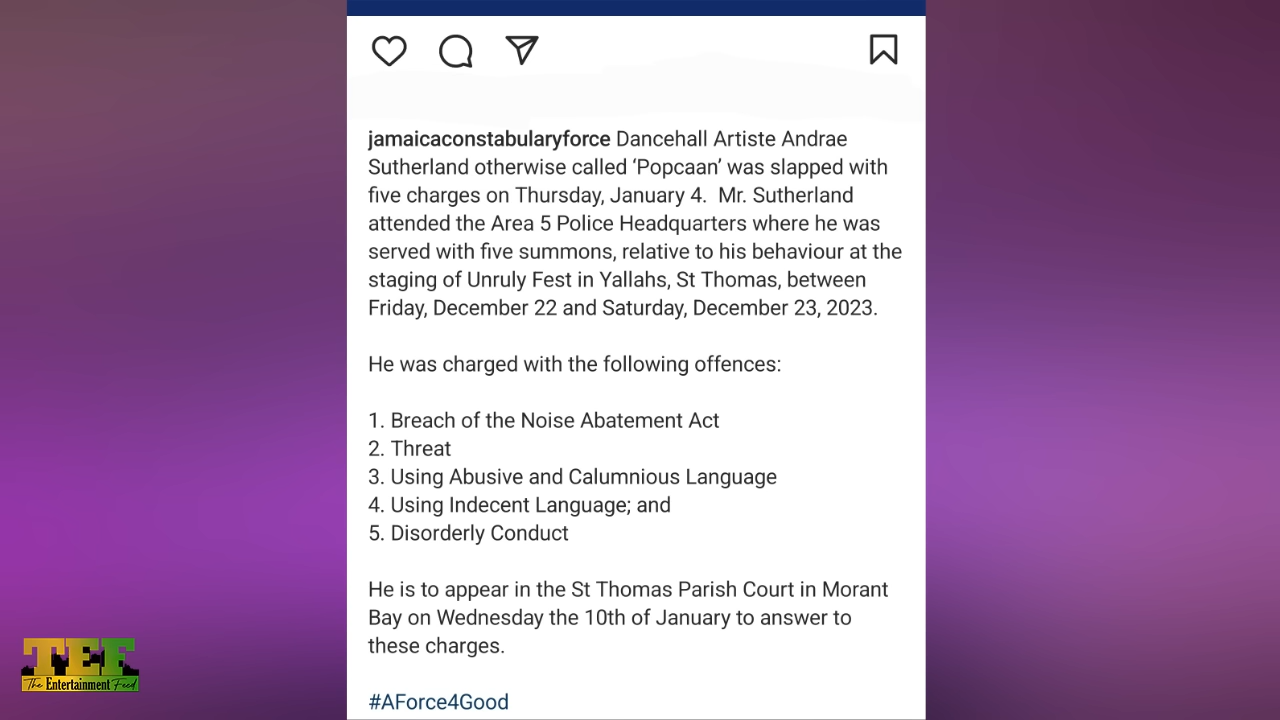 jamaicaconstabularyforce Dancehall Artiste Andrae
Sutherland otherwise called ‘Popcaan’ was slapped with
five charges on Thursday, January 4.  Mr. Sutherland
attended the Area 5 Police Headquarters where he was
served with five summons, relative to his behaviour at the
staging of Unruly Fest in Yallahs, St Thomas, between
Friday, December 22 and Saturday, December 23, 2023.
He was charged with the following offences:
1. Breach of the Noise Abatement Act
2. Threat
3. Using Abusive and Calumnious Language
4. Using Indecent Language; and
5. Disorderly Conduct
He is to appear in the St Thomas Parish Court in Morant
Bay on Wednesday the 10th of January to answer to
these charges.
#AForce4Good
TEF
The Entertainment Feed